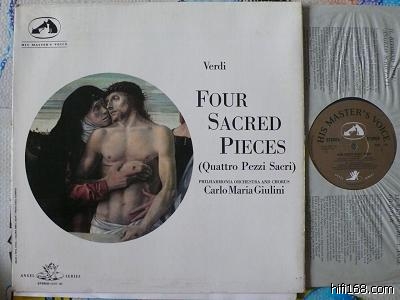 HIS MASTER'S VOICE
Verdi
FOUR
SACRED
PIECES
(Quattro Pezzi Sacri)
PHILHARMONIA ORCHESTRA AND CHORUS
Carlo Maria Giulini
ANGEL SERIES
HIS MASTER'S VOICE
STEREO
hifi168.com